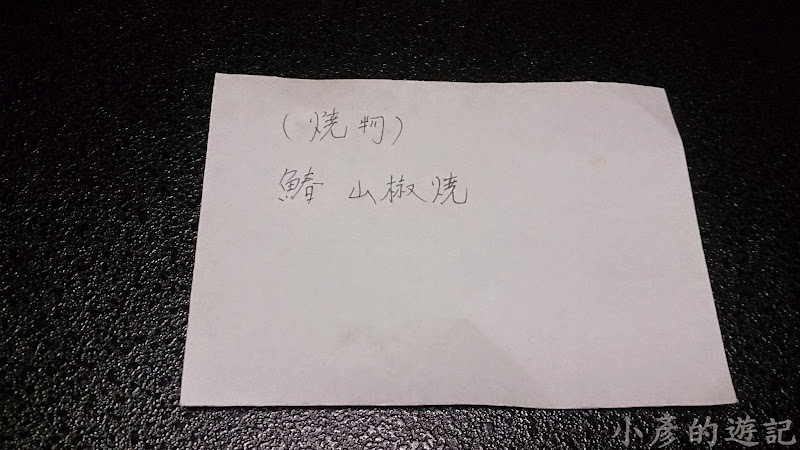 (焼物)
鰆 山椒焼
小彥的遊記